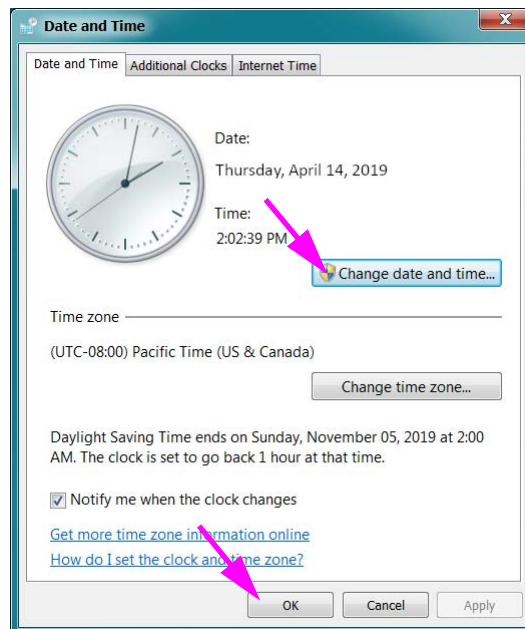 Date and Time
Date and Time Additional Clocks Internet Time
Date:
Thursday, April 14, 2019
Time:
2:02:39 PM
Change date and time...
Time zone
(UTC-08:00) Pacific Time (US & Canada)
Change time zone...
Daylight Saving Time ends on Sunday, November 05, 2019 at 2:00
AM. The clock is set to go back 1 hour at that time.
Notify me when the clock changes
Get more time zone information online
How do I set the clock and time zone?
OK Cancel Apply